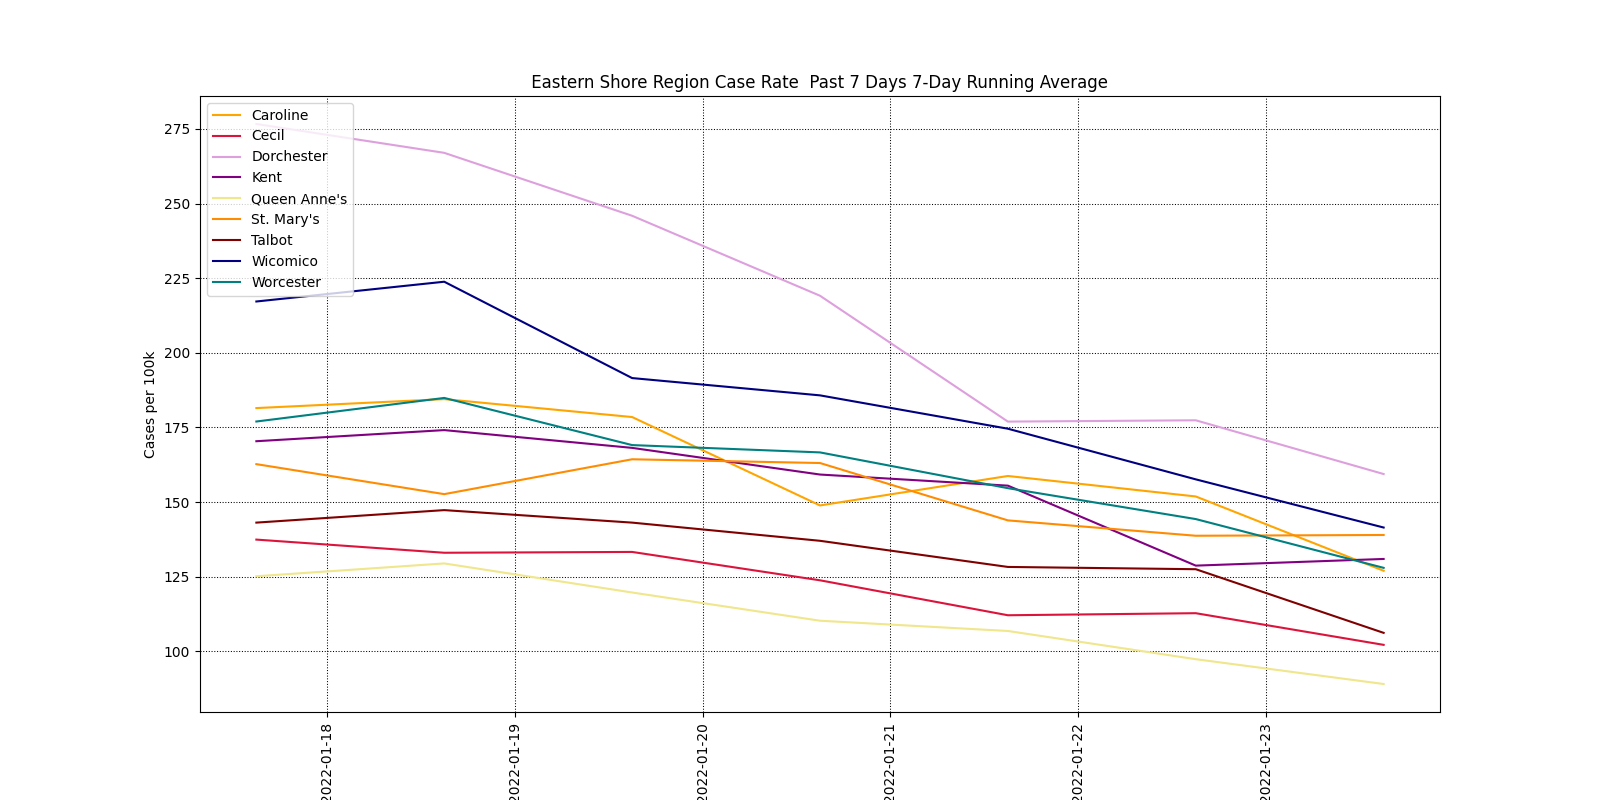 Eastern Shore Region Case Rate  Past 7 Days 7-Day Running Average
Caroline
Cecil
Dorchester
Kent
Queen Anne's
St. Mary's
Talbot
Wicomico
Worcester
Cases per 100k
275
250
225
200
175
150
125
100
2022-01-18
2022-01-19
2022-01-20
2022-01-21
2022-01-22
2022-01-23